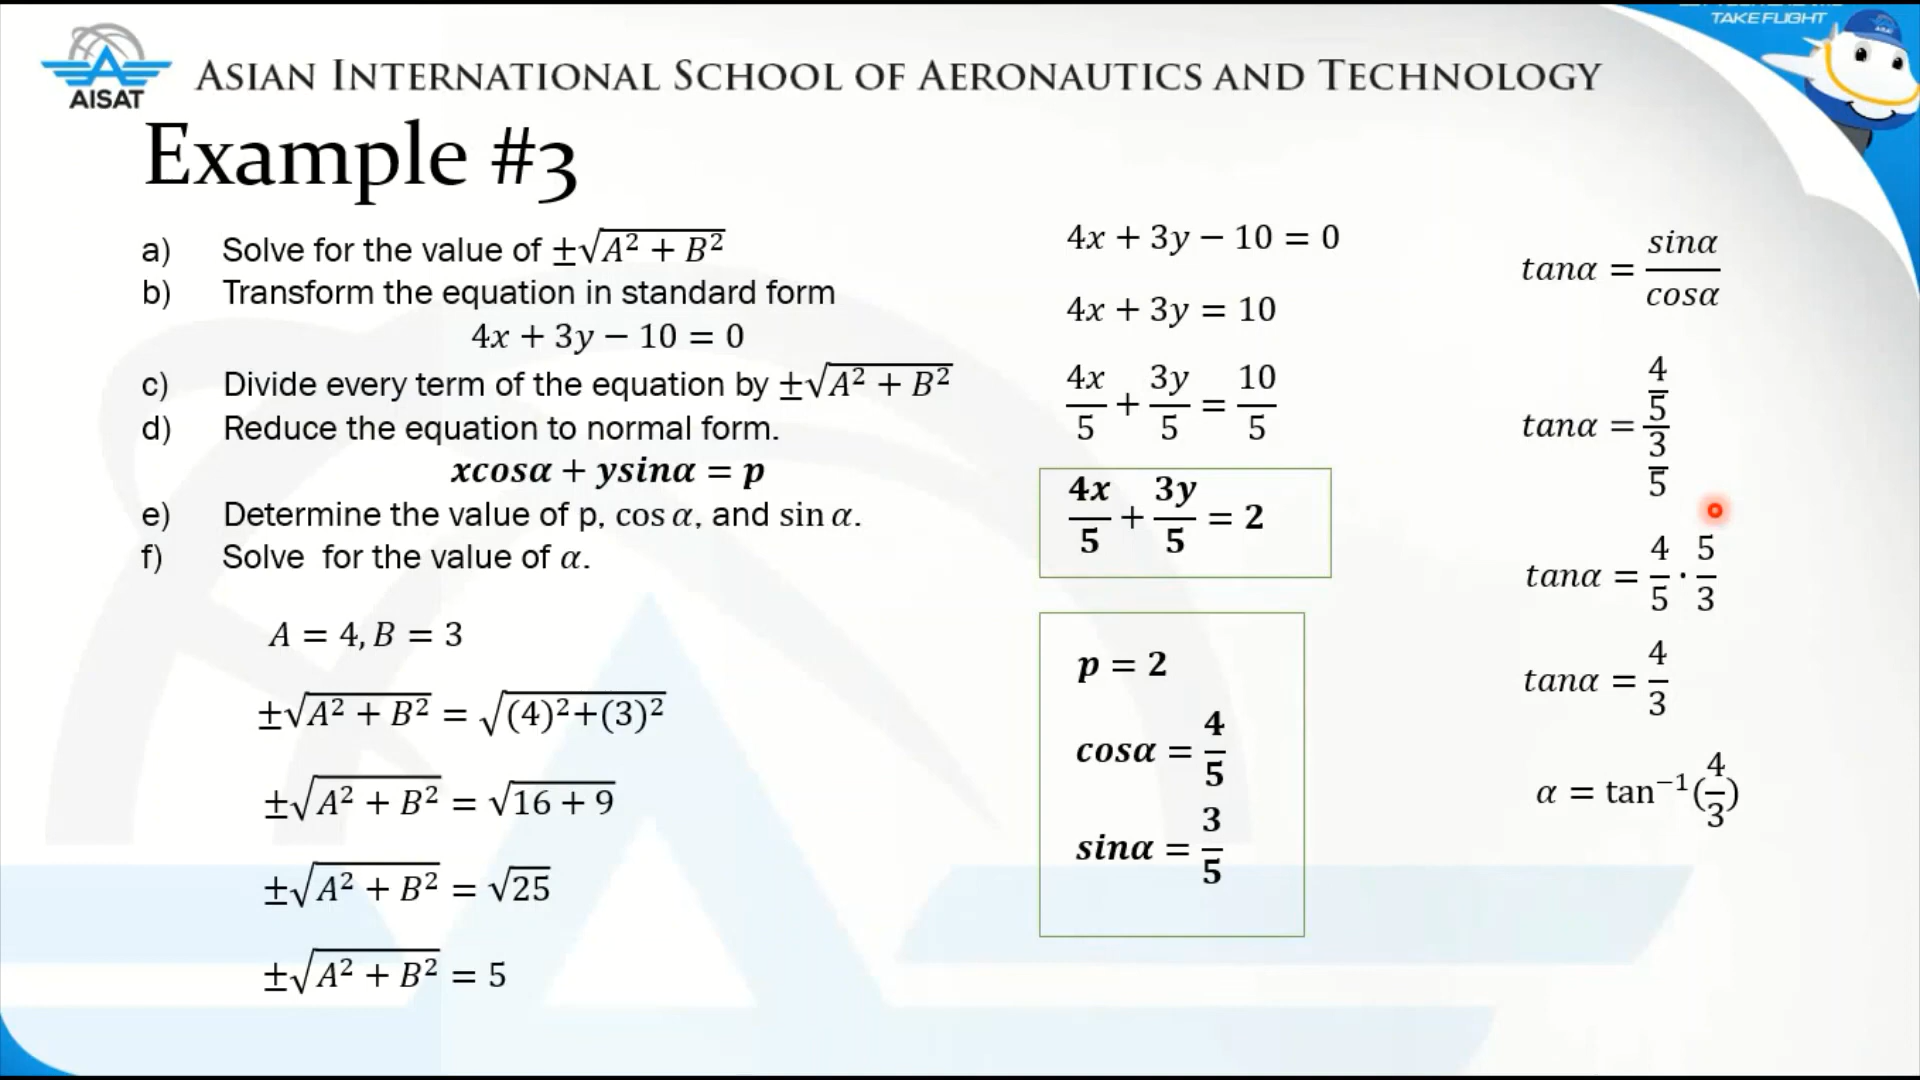 TAKE FLIGHT
AISAT
ASIAN INTERNATIONAL SCHOOL OF AERONAUTICS AND TECHNOLOGY
Example #3
a) Solve for the value of ±√(A² + B²)
b) Transform the equation in standard form
4x + 3y − 10 = 0
c) Divide every term of the equation by ±√(A² + B²)
d) Reduce the equation to normal form.
xcosα + ysinα = p
e) Determine the value of p, cos α, and sin α.
f) Solve for the value of α.
A = 4, B = 3
±√(A² + B²) = √((4)²+(3)²)
±√(A² + B²) = √(16 + 9)
±√(A² + B²) = √25
±√(A² + B²) = 5
4x + 3y − 10 = 0
4x + 3y = 10
4x/5 + 3y/5 = 10/5
4x/5 + 3y/5 = 2
p = 2
cosα = 4/5
sinα = 3/5
tanα = sinα/cosα
tanα = (4/5)/(3/5)
tanα = 4/5 · 5/3
tanα = 4/3
α = tan⁻¹(4/3)